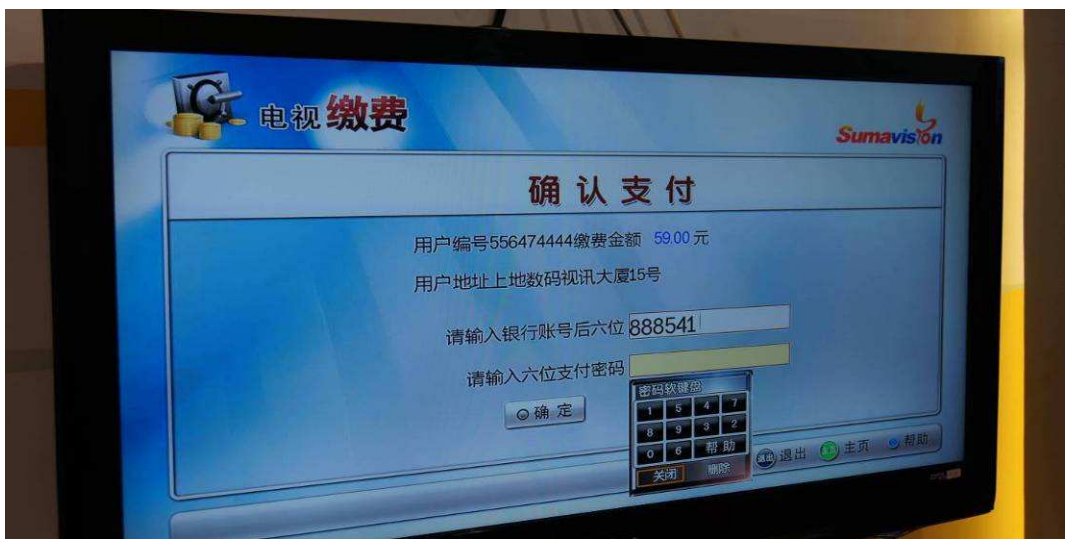 电视缴费
Sumavision
确认支付
用户编号556474444缴费金额 59.00 元
用户地址上地数码视讯大厦15号
请输入银行账号后六位 888541
请输入六位支付密码
确定
密码软键盘
1 5 4 7
8 9 3 2
0 6 帮助
关闭 删除
退出 退出 主页 帮助